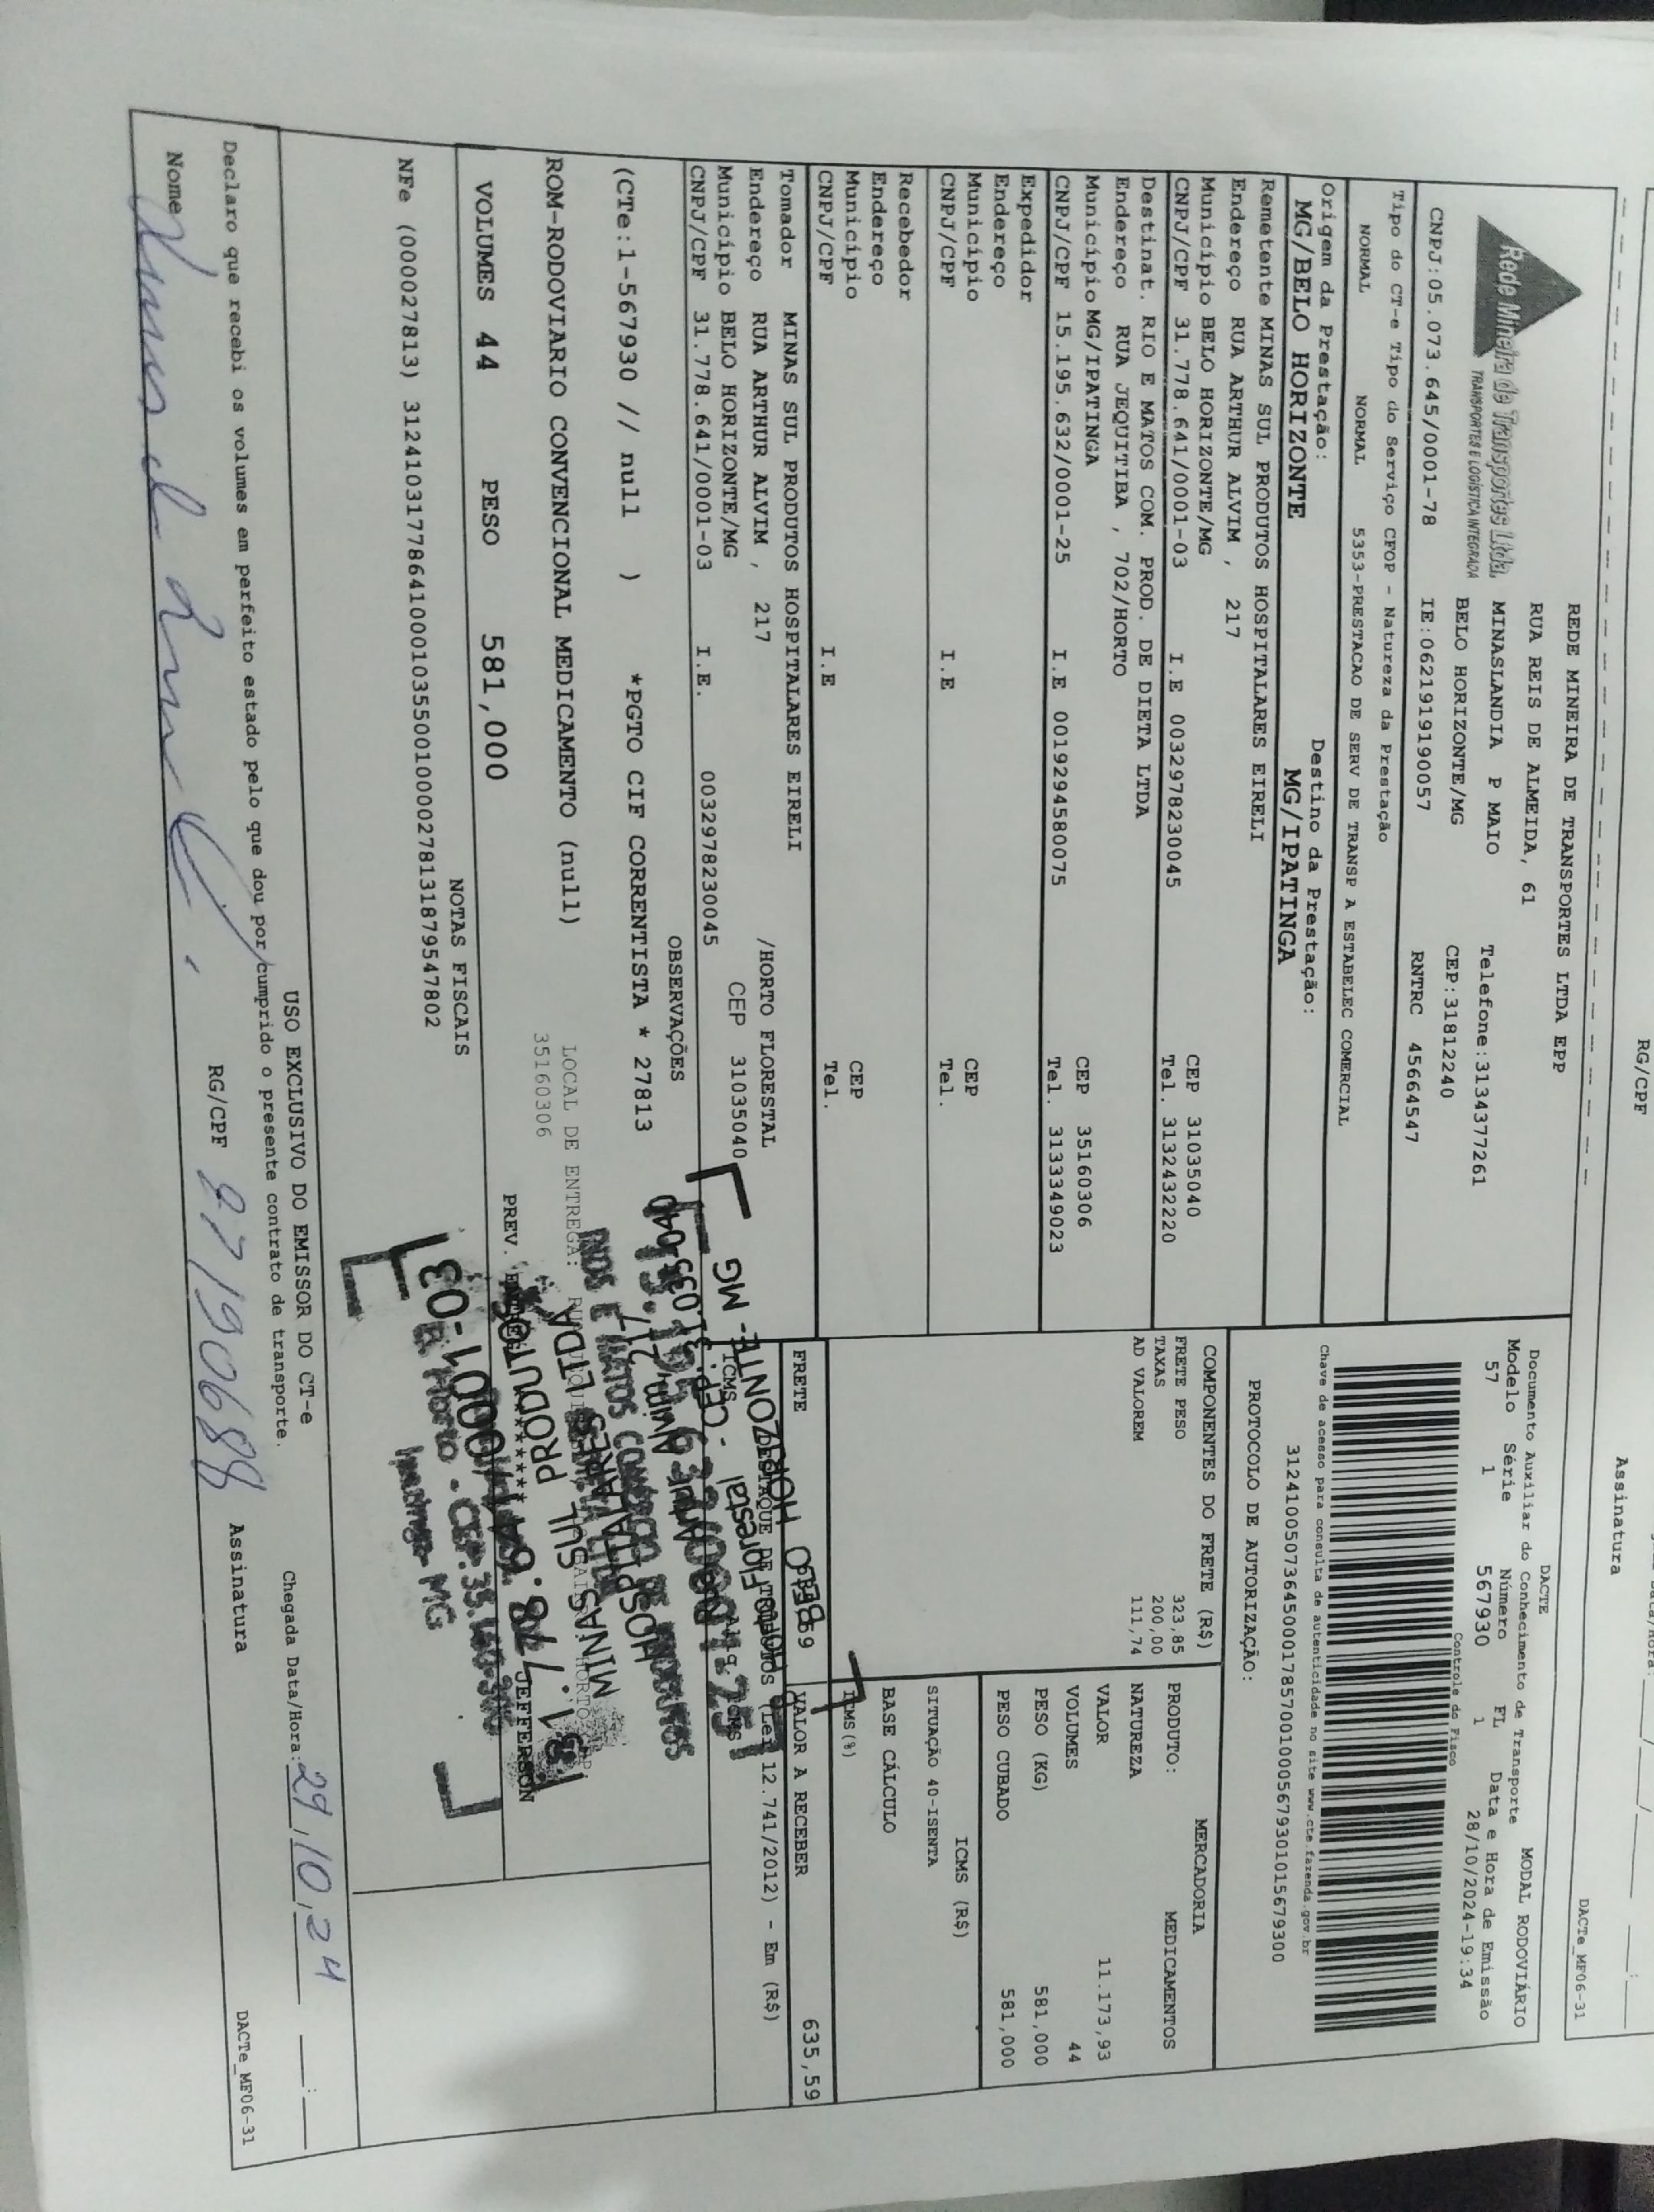 RG/CPF
Assinatura
DACTe_MF06-31
Rede Mineira de Transportes Ltda.
TRANSPORTES E LOGÍSTICA INTEGRADA
REDE MINEIRA DE TRANSPORTES LTDA EPP
RUA REIS DE ALMEIDA, 61
MINASLANDIA P MAIO
Telefone:3134377261
BELO HORIZONTE/MG
CEP:31812240
CNPJ:05.073.645/0001-78
IE:0621919190057
RNTRC 45664547
Tipo do CT-e Tipo do Serviço CFOP - Natureza da Prestação
NORMAL NORMAL 5353-PRESTACAO DE SERV DE TRANSP A ESTABELEC COMERCIAL
Origem da Prestação:
MG/BELO HORIZONTE
Destino da Prestação:
MG/IPATINGA
DACTE
Documento Auxiliar do Conhecimento de Transporte
MODAL RODOVIÁRIO
Modelo Série Número FL Data e Hora de Emissão
57 1 567930 1 28/10/2024-19:34
Controle do Fisco
Chave de acesso para consulta de autenticidade no site www.cte.fazenda.gov.br
31241005073645000178570010005679301015679300
PROTOCOLO DE AUTORIZAÇÃO:
Remetente MINAS SUL PRODUTOS HOSPITALARES EIRELI
Endereço RUA ARTHUR ALVIM , 217
Município BELO HORIZONTE/MG
CEP 31035040
CNPJ/CPF 31.778.641/0001-03 I.E 0032978230045 Tel. 313243220
Destinat. RIO E MATOS COM. PROD. DE DIETA LTDA
Endereço RUA JEQUITIBA , 702/HORTO
Município MG/IPATINGA
CEP 35160306
CNPJ/CPF 15.195.632/0001-25 I.E 0019294580075 Tel. 3133349023
Expedidor
Endereço
Município CEP
CNPJ/CPF I.E Tel.
Recebedor
Endereço
Município CEP
CNPJ/CPF I.E Tel.
Tomador MINAS SUL PRODUTOS HOSPITALARES EIRELI
Endereço RUA ARTHUR ALVIM , 217 /HORTO FLORESTAL
Município BELO HORIZONTE/MG CEP 31035040
CNPJ/CPF 31.778.641/0001-03 I.E. 0032978230045
COMPONENTES DO FRETE (R$)
FRETE PESO 323,85
TAXAS 200,00
AD VALOREM 111,74
MERCADORIA
PRODUTO: MEDICAMENTOS
NATUREZA
VALOR 11.173,93
VOLUMES 44
PESO (KG) 581,000
PESO CUBADO 581,000
ICMS (R$)
SITUAÇÃO 40-ISENTA
BASE CÁLCULO
ICMS (%)
FRETE
VALOR A RECEBER 635,59
(Lei 12.741/2012) - Em (R$)
OBSERVAÇÕES
(CTe:1-567930 // null ) *PGTO CIF CORRENTISTA * 27813
LOCAL DE ENTREGA:
35160306
ROM-RODOVIARIO CONVENCIONAL MEDICAMENTO (null)
PREV.
JEFFERSON
VOLUMES 44 PESO 581,000
MINAS SUL PRODUTOS
HOSPITALARES LTDA
BELO HORIZONTE - MG
NOTAS FISCAIS
NFe (000027813) 31241031778641000103550010000278131879547802
USO EXCLUSIVO DO EMISSOR DO CT-e
Declaro que recebi os volumes em perfeito estado pelo que dou por cumprido o presente contrato de transporte.
Chegada Data/Hora: 29/10/24
Nome
RG/CPF 27190688
Assinatura
DACTe_MF06-31